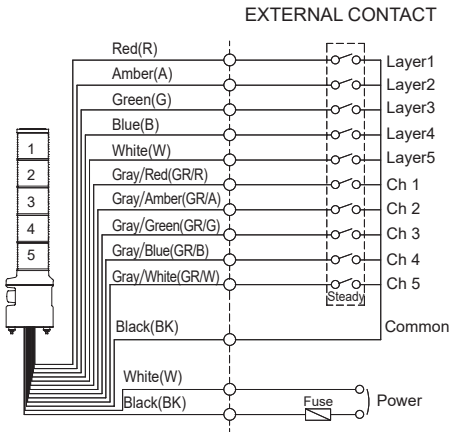 EXTERNAL CONTACT
Red(R)
Layer1
Amber(A)
Layer2
Green(G)
Layer3
Blue(B)
Layer4
White(W)
Layer5
Gray/Red(GR/R)
Ch 1
Gray/Amber(GR/A)
Ch 2
Gray/Green(GR/G)
Ch 3
Gray/Blue(GR/B)
Ch 4
Gray/White(GR/W)
Ch 5
1
2
3
4
5
Steady
Black(BK)
Common
White(W)
Black(BK)
Fuse
Power